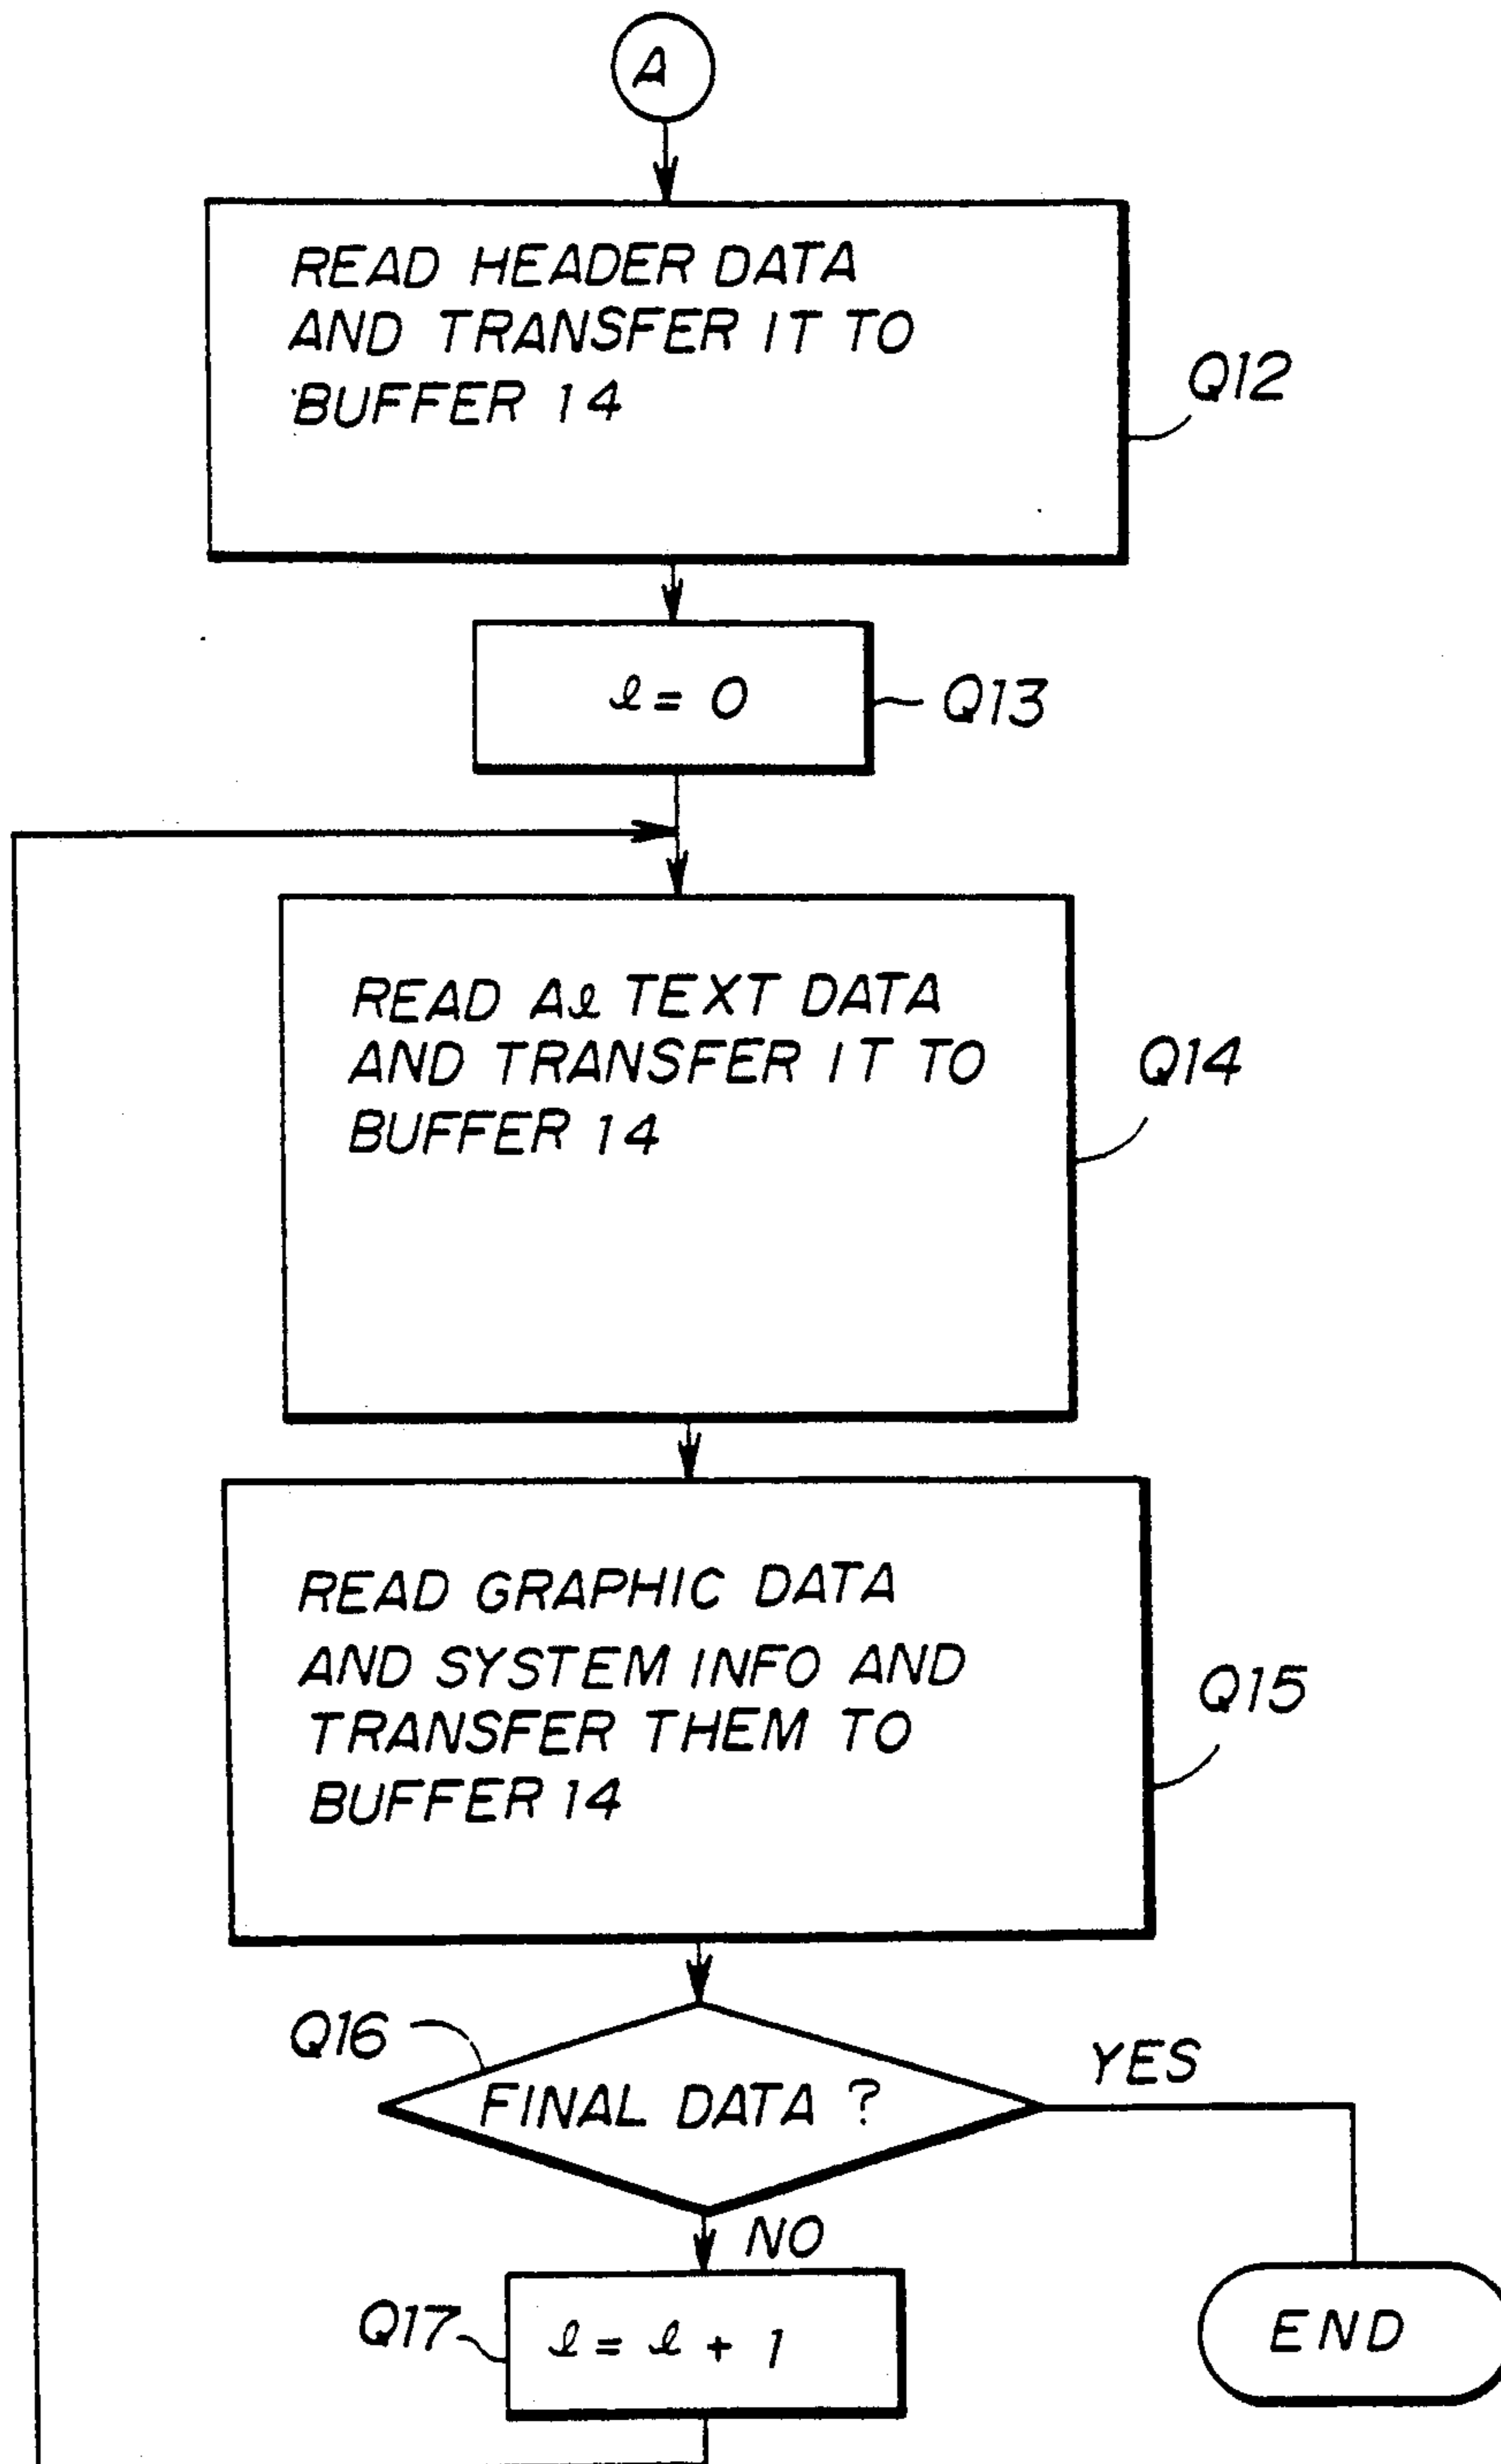 A
READ HEADER DATA
AND TRANSFER IT TO
BUFFER 14
Q12
ℓ = 0
Q13
READ Aℓ TEXT DATA
AND TRANSFER IT TO
BUFFER 14
Q14
READ GRAPHIC DATA
AND SYSTEM INFO AND
TRANSFER THEM TO
BUFFER 14
Q15
Q16
FINAL DATA ?
YES
NO
Q17
ℓ = ℓ + 1
END